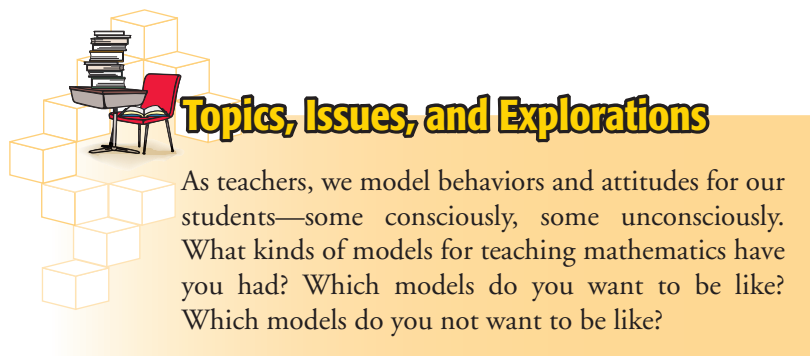 Topics, Issues, and Explorations
As teachers, we model behaviors and attitudes for our
students—some consciously, some unconsciously.
What kinds of models for teaching mathematics have
you had? Which models do you want to be like?
Which models do you not want to be like?